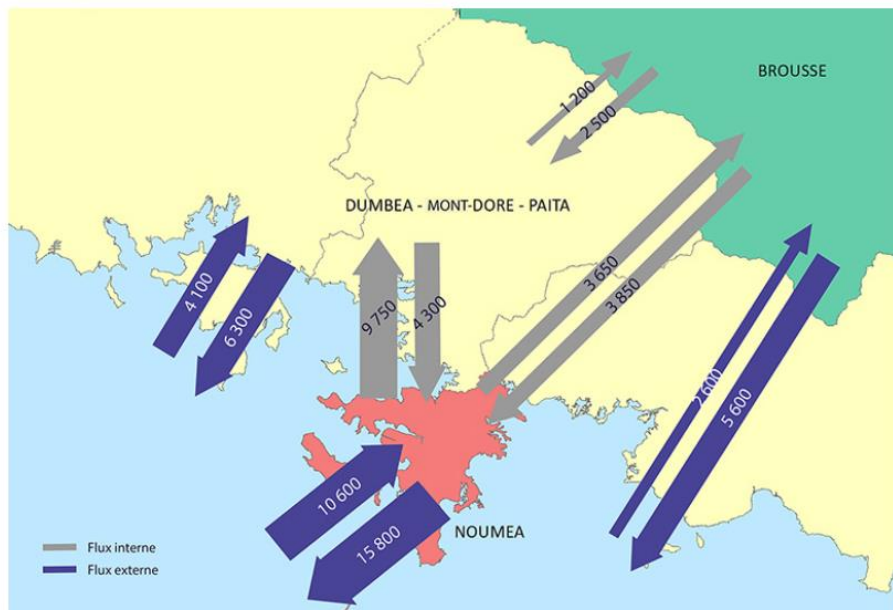 BROUSSE
1 200
2 500
DUMBEA - MONT-DORE - PAITA
4 100
6 300
9 750
4 300
3 650
3 850
2 600
5 600
10 600
15 800
NOUMEA
Flux interne
Flux externe